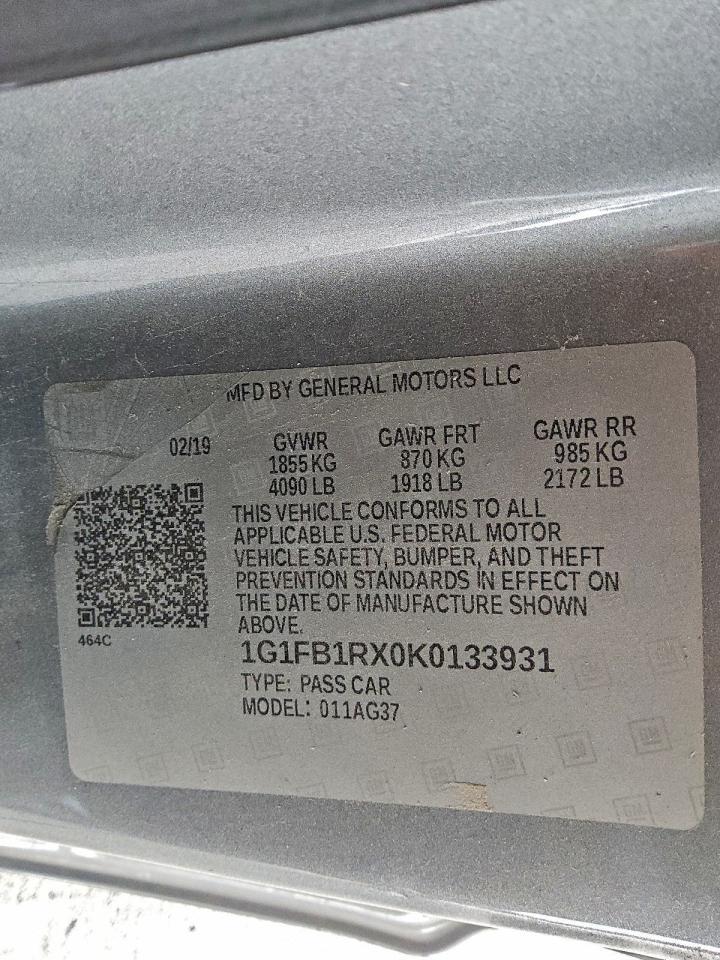 MFD BY GENERAL MOTORS LLC
02/19 GVWR GAWR FRT GAWR RR
1855 KG 870 KG 985 KG
4090 LB 1918 LB 2172 LB
THIS VEHICLE CONFORMS TO ALL
APPLICABLE U.S. FEDERAL MOTOR
VEHICLE SAFETY, BUMPER, AND THEFT
PREVENTION STANDARDS IN EFFECT ON
THE DATE OF MANUFACTURE SHOWN
ABOVE.
464C
1G1FB1RX0K0133931
TYPE: PASS CAR
MODEL: 011AG37